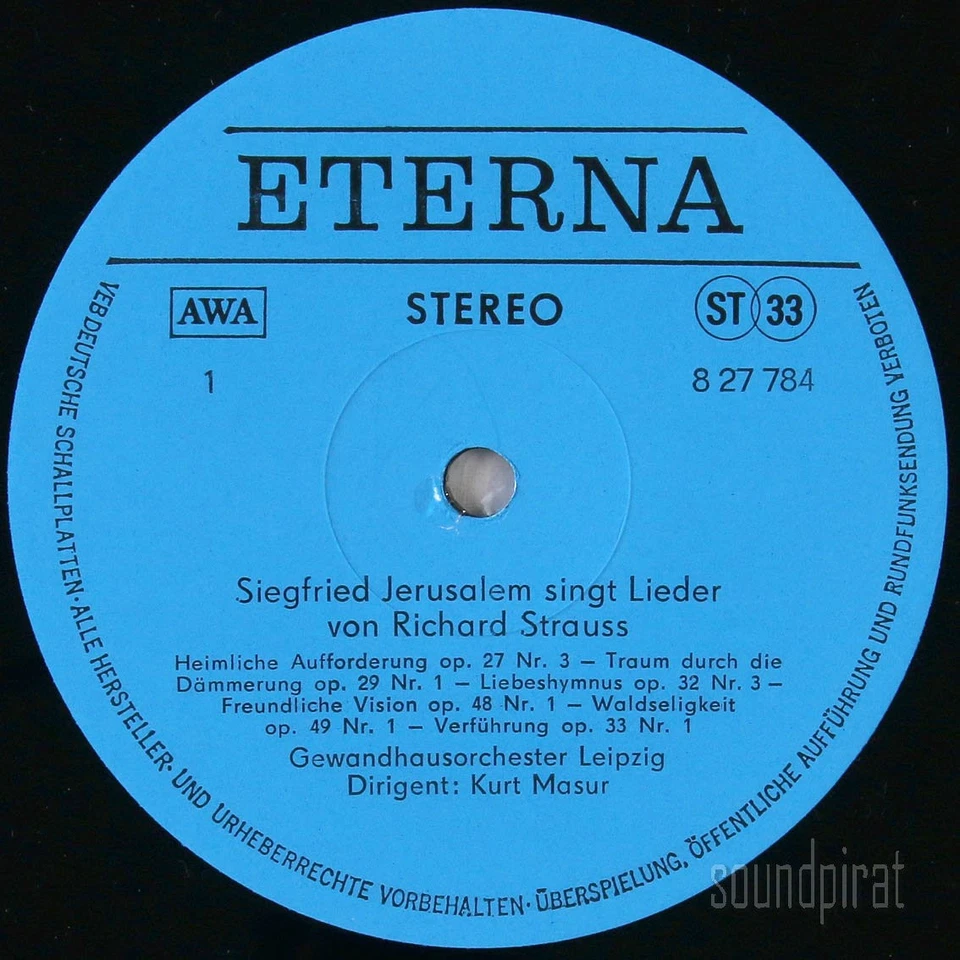 ETERNA
AWA
STEREO
ST 33
1
8 27 784
Siegfried Jerusalem singt Lieder
von Richard Strauss
Heimliche Aufforderung op. 27 Nr. 3 – Traum durch die
Dämmerung op. 29 Nr. 1 – Liebeshymnus op. 32 Nr. 3 –
Freundliche Vision op. 48 Nr. 1 – Waldseligkeit
op. 49 Nr. 1 – Verführung op. 33 Nr. 1
Gewandhausorchester Leipzig
Dirigent: Kurt Masur
VEB DEUTSCHE SCHALLPLATTEN · ALLE HERSTELLER- UND URHEBERRECHTE VORBEHALTEN · ÜBERSPIELUNG, ÖFFENTLICHE AUFFÜHRUNG UND RUNDFUNKSENDUNG VERBOTEN
soundpirat